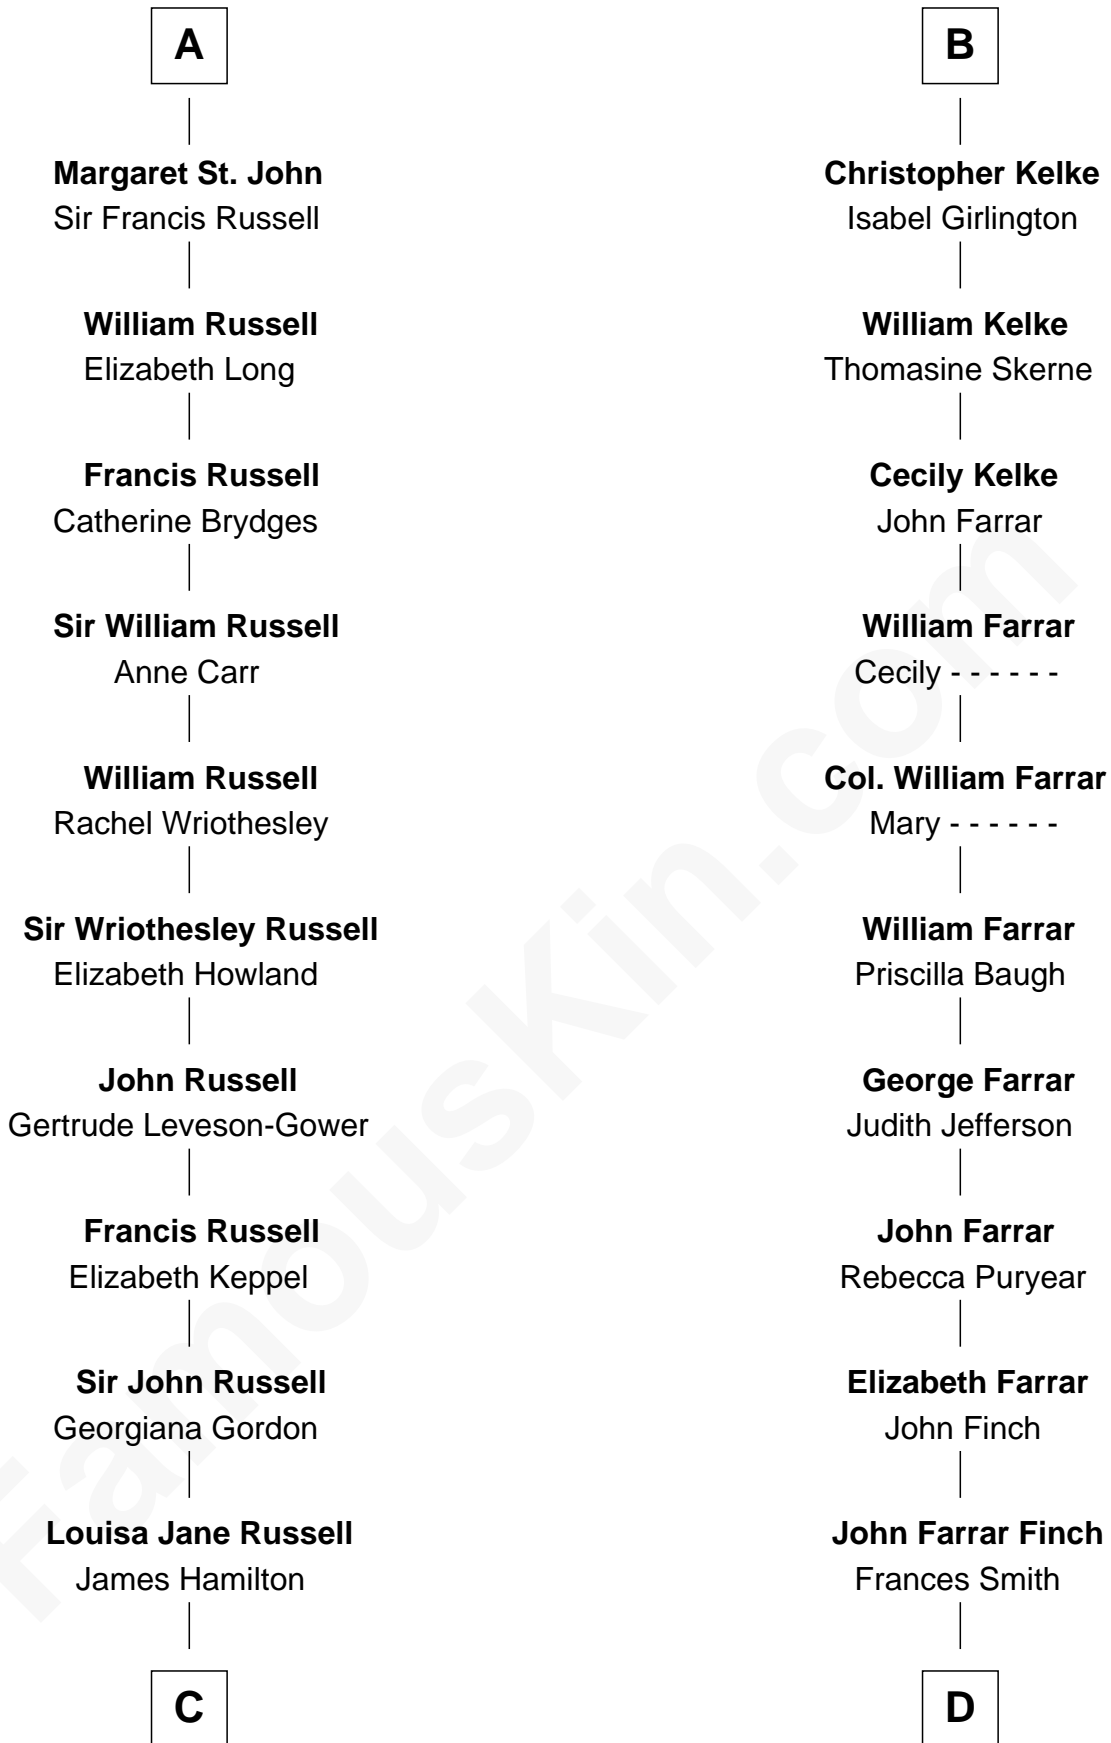 A
Margaret St. John
Sir Francis Russell
William Russell
Elizabeth Long
Francis Russell
Catherine Brydges
Sir William Russell
Anne Carr
William Russell
Rachel Wriothesley
Sir Wriothesley Russell
Elizabeth Howland
John Russell
Gertrude Leveson-Gower
Francis Russell
Elizabeth Keppel
Sir John Russell
Georgiana Gordon
Louisa Jane Russell
James Hamilton
C
B
Christopher Kelke
Isabel Girlington
William Kelke
Thomasine Skerne
Cecily Kelke
John Farrar
William Farrar
Cecily - - - - - -
Col. William Farrar
Mary - - - - - -
William Farrar
Priscilla Baugh
George Farrar
Judith Jefferson
John Farrar
Rebecca Puryear
Elizabeth Farrar
John Finch
John Farrar Finch
Frances Smith
D
FamousKin.com